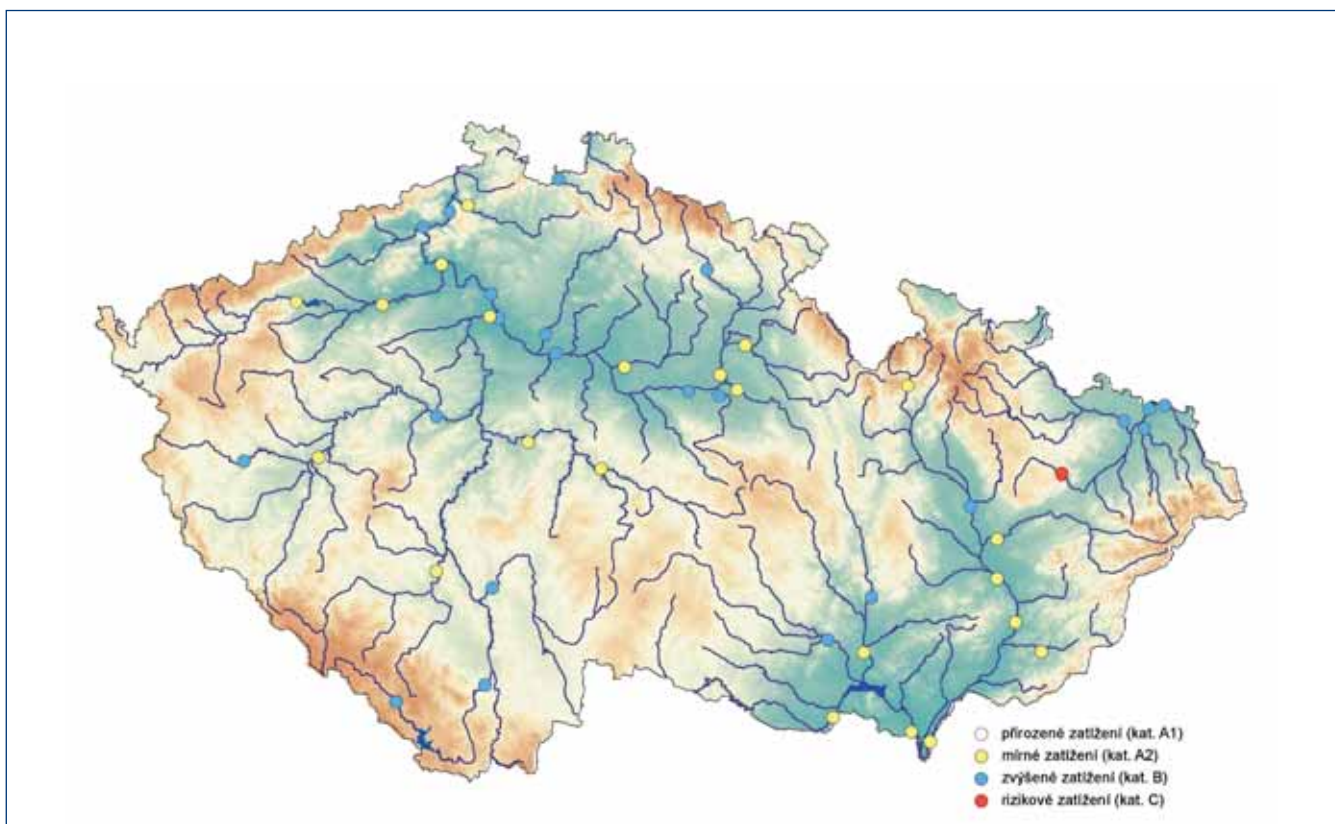 přirozené zatížení (kat. A1)
mírné zatížení (kat. A2)
zvýšené zatížení (kat. B)
rizikové zatížení (kat. C)